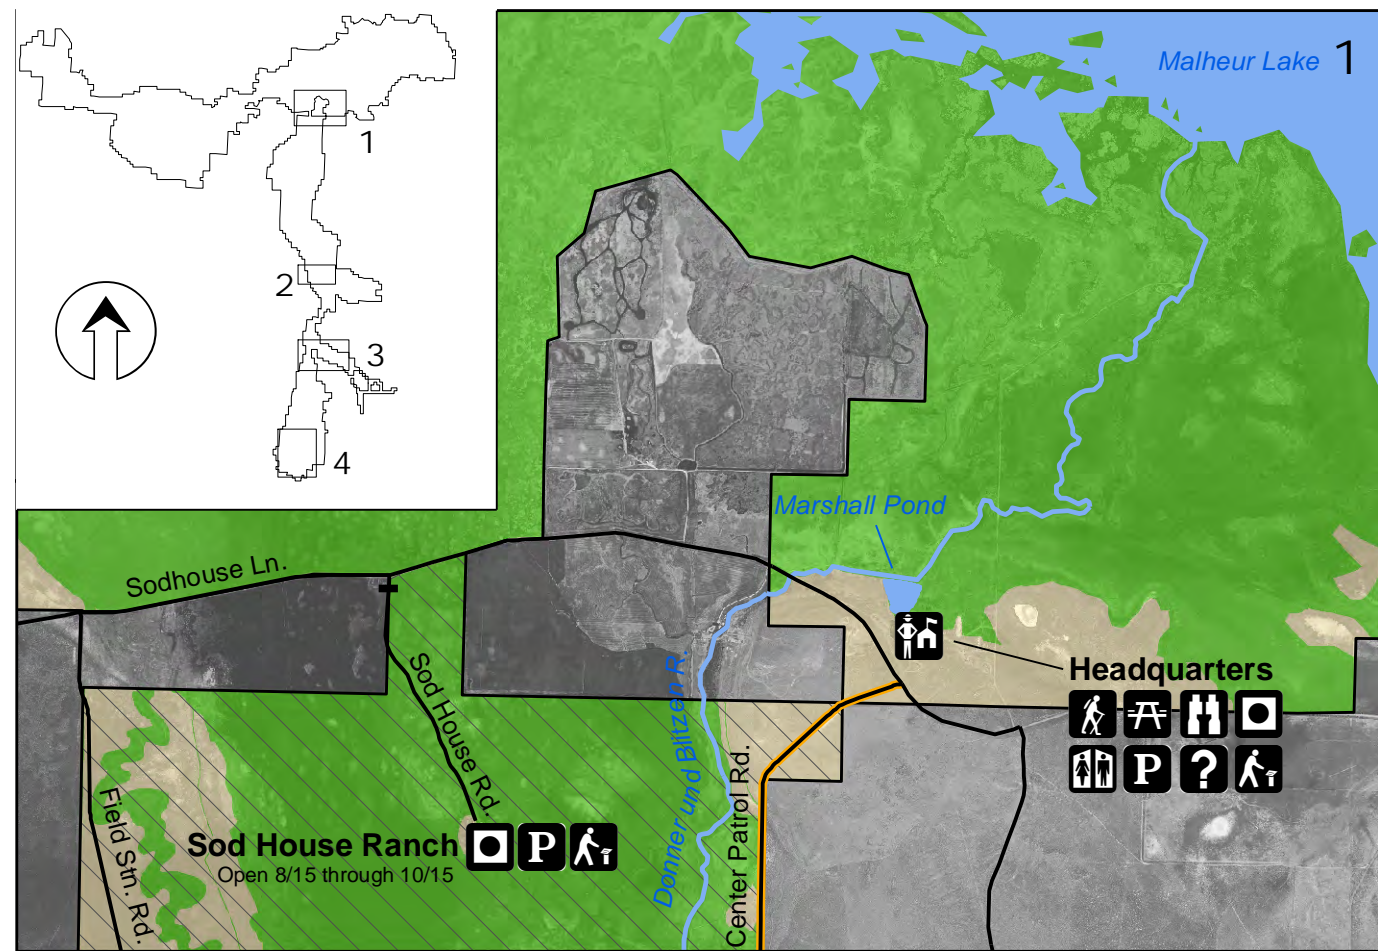 Malheur Lake 1
1
2
3
4
Marshall Pond
Sodhouse Ln.
Headquarters
P ?
Sod House Rd.
Donner und Blitzen R.
Center Patrol Rd.
Field Stn. Rd.
Sod House Ranch P
Open 8/15 through 10/15